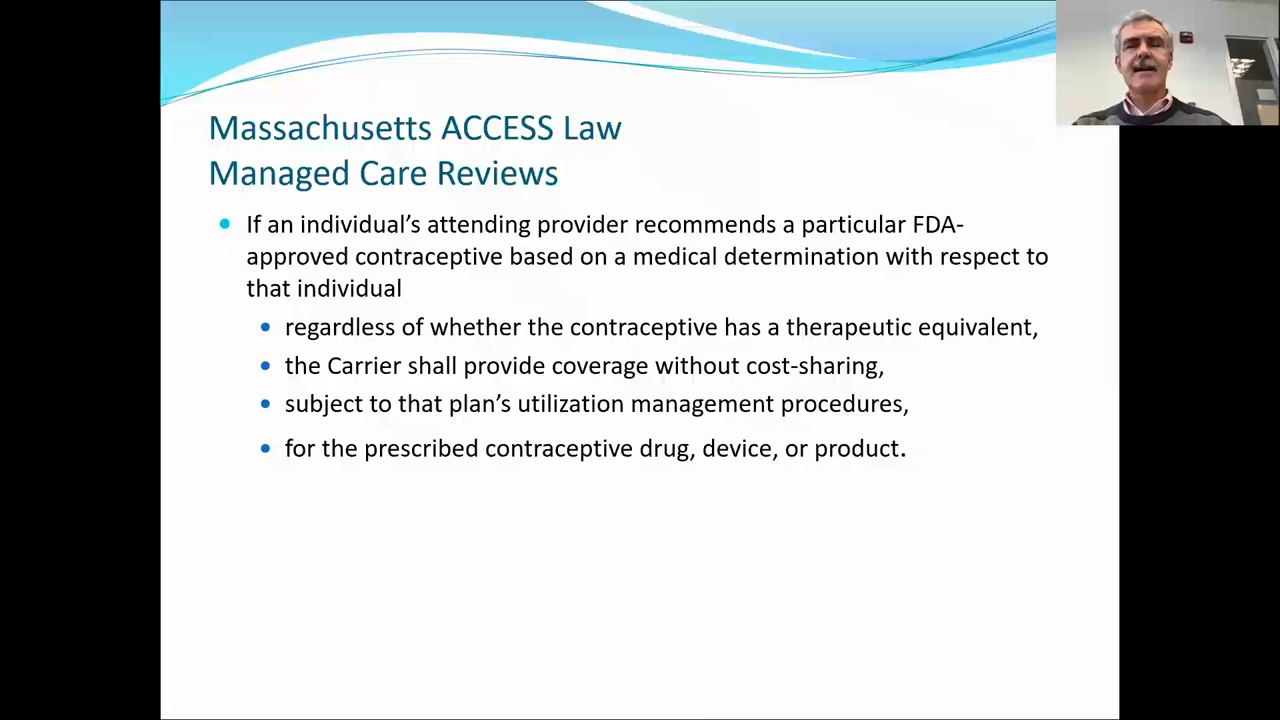 Massachusetts ACCESS Law
Managed Care Reviews
If an individual’s attending provider recommends a particular FDA-
approved contraceptive based on a medical determination with respect to
that individual
regardless of whether the contraceptive has a therapeutic equivalent,
the Carrier shall provide coverage without cost-sharing,
subject to that plan’s utilization management procedures,
for the prescribed contraceptive drug, device, or product.